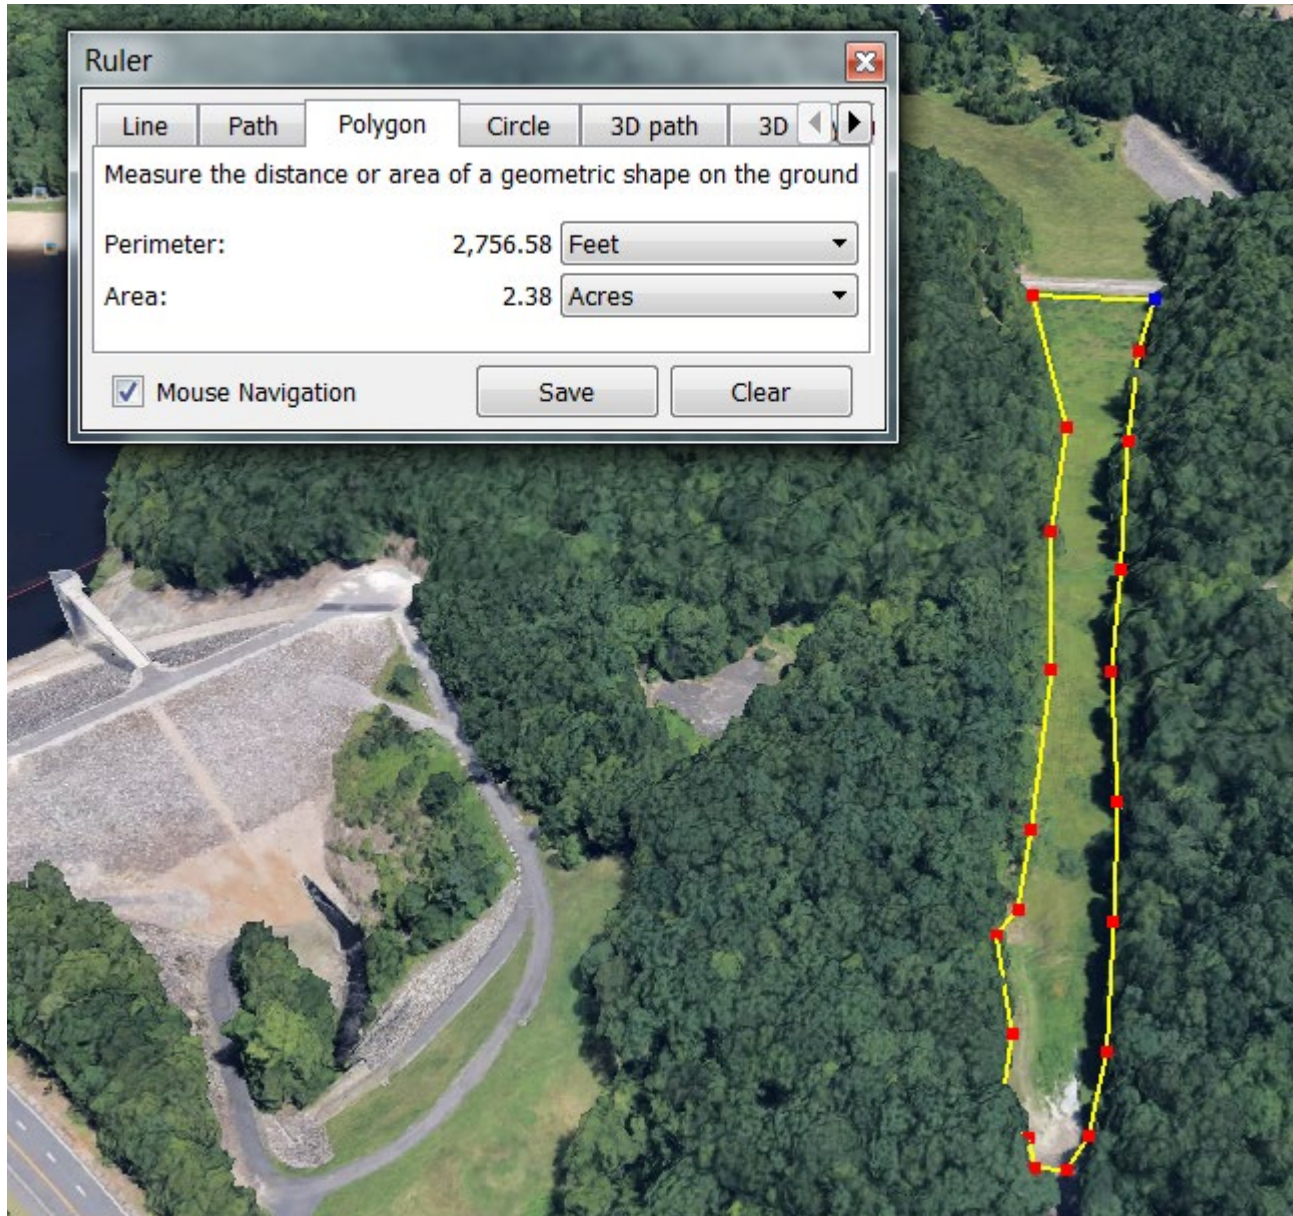 Ruler
Line Path Polygon Circle 3D path 3D
Measure the distance or area of a geometric shape on the ground
Perimeter: 2,756.58 Feet
Area: 2.38 Acres
Mouse Navigation Save Clear